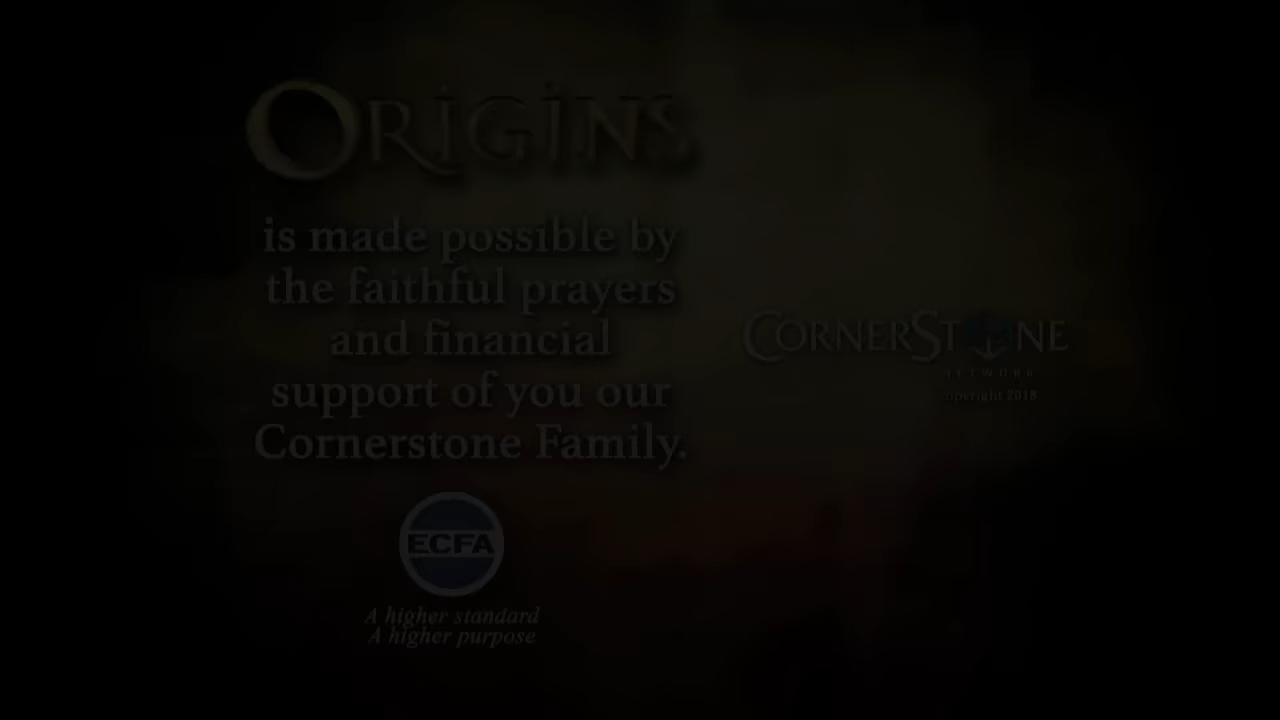 ORIGINS
is made possible by
the faithful prayers
and financial
support of you our
Cornerstone Family.
ECFA
A higher standard
A higher purpose
CORNERSTONE
NETWORK
2018